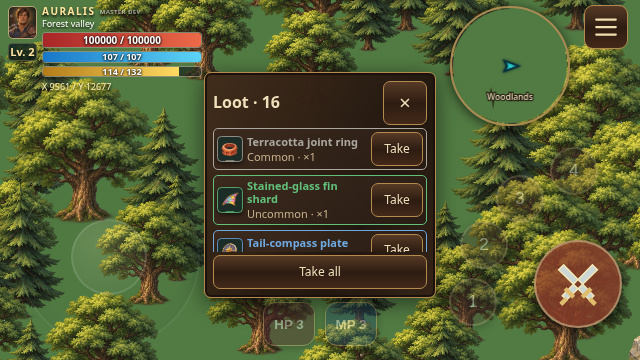 AURALIS MASTER DEV
Forest valley
Lv. 2
100000 / 100000
107 / 107
114 / 132
X 9561 / Y 12677
Woodlands
Loot · 16
×
Terracotta joint ring
Common · ×1
Take
Stained-glass fin
shard
Uncommon · ×1
Take
Tail-compass plate
Take
Take all
4
3
2
1
HP 3
MP 3